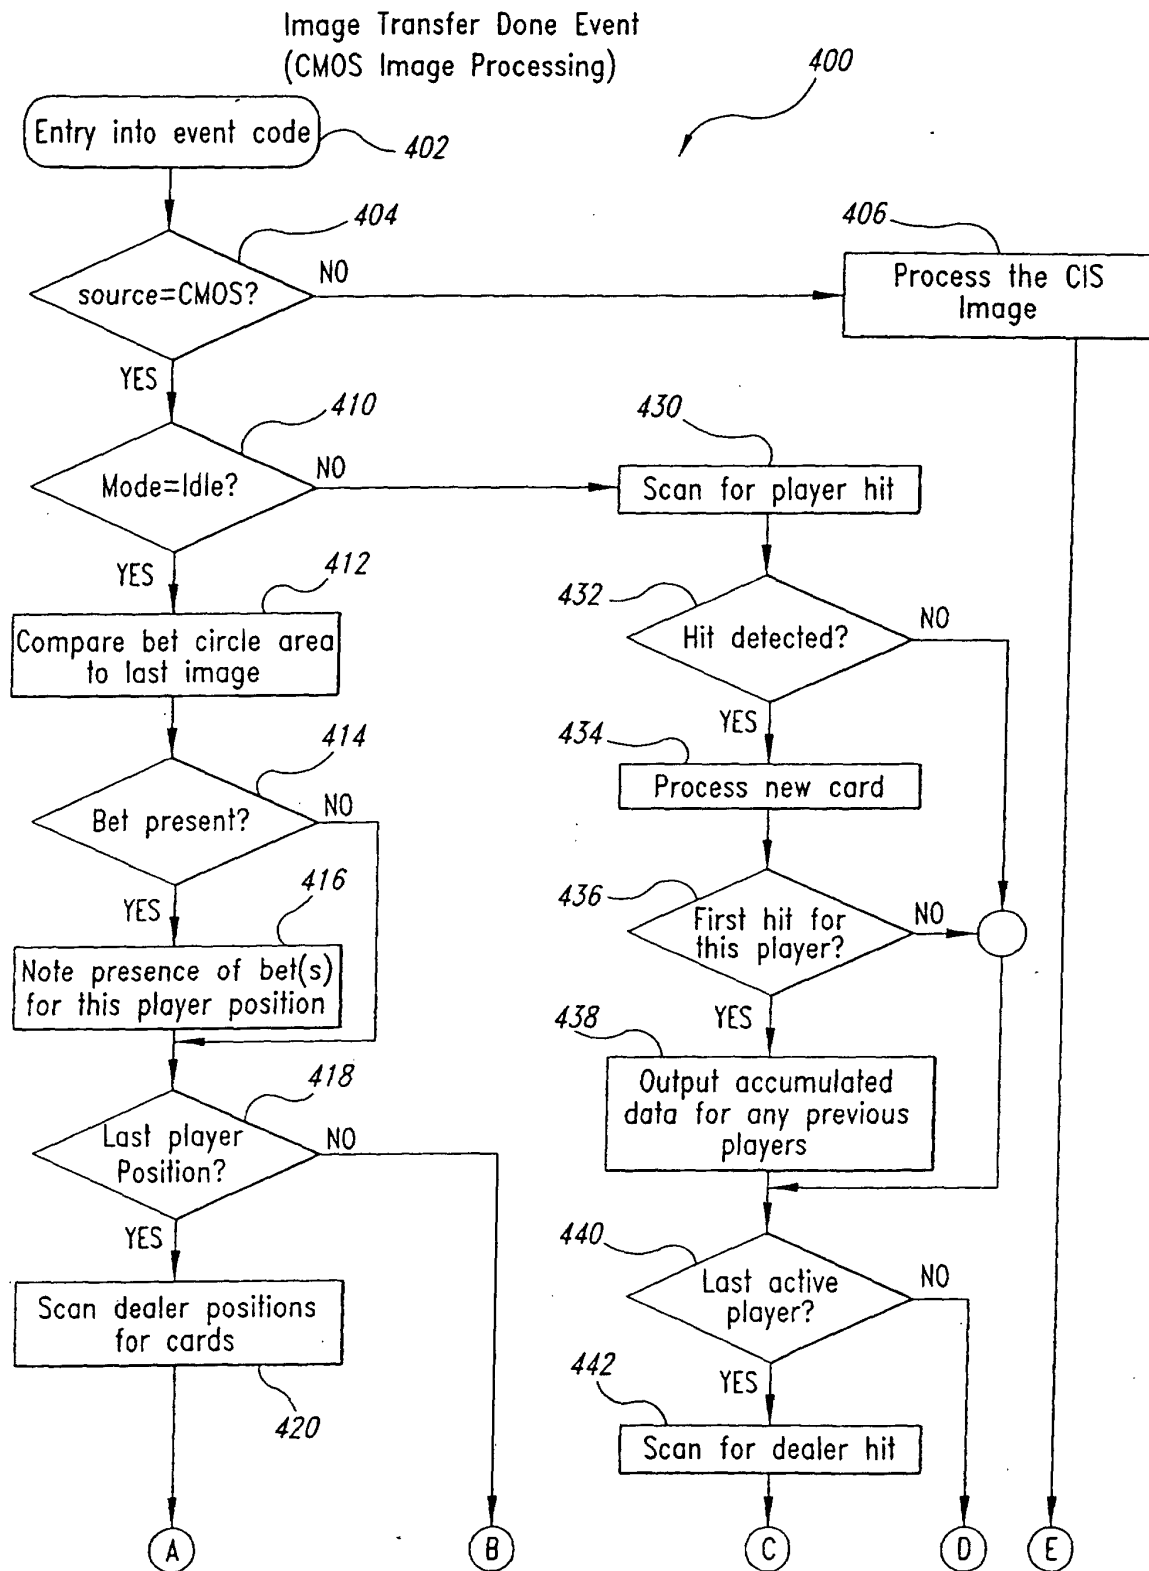 Image Transfer Done Event
(CMOS Image Processing)
400
Entry into event code
402
404
source=CMOS?
NO
YES
406
Process the CIS
Image
410
Mode=Idle?
NO
YES
412
Compare bet circle area
to last image
414
Bet present?
NO
YES
416
Note presence of bet(s)
for this player position
418
Last player
Position?
NO
YES
Scan dealer positions
for cards
420
430
Scan for player hit
432
Hit detected?
NO
YES
434
Process new card
436
First hit for
this player?
NO
YES
438
Output accumulated
data for any previous
players
440
Last active
player?
NO
YES
442
Scan for dealer hit
A
B
C
D
E